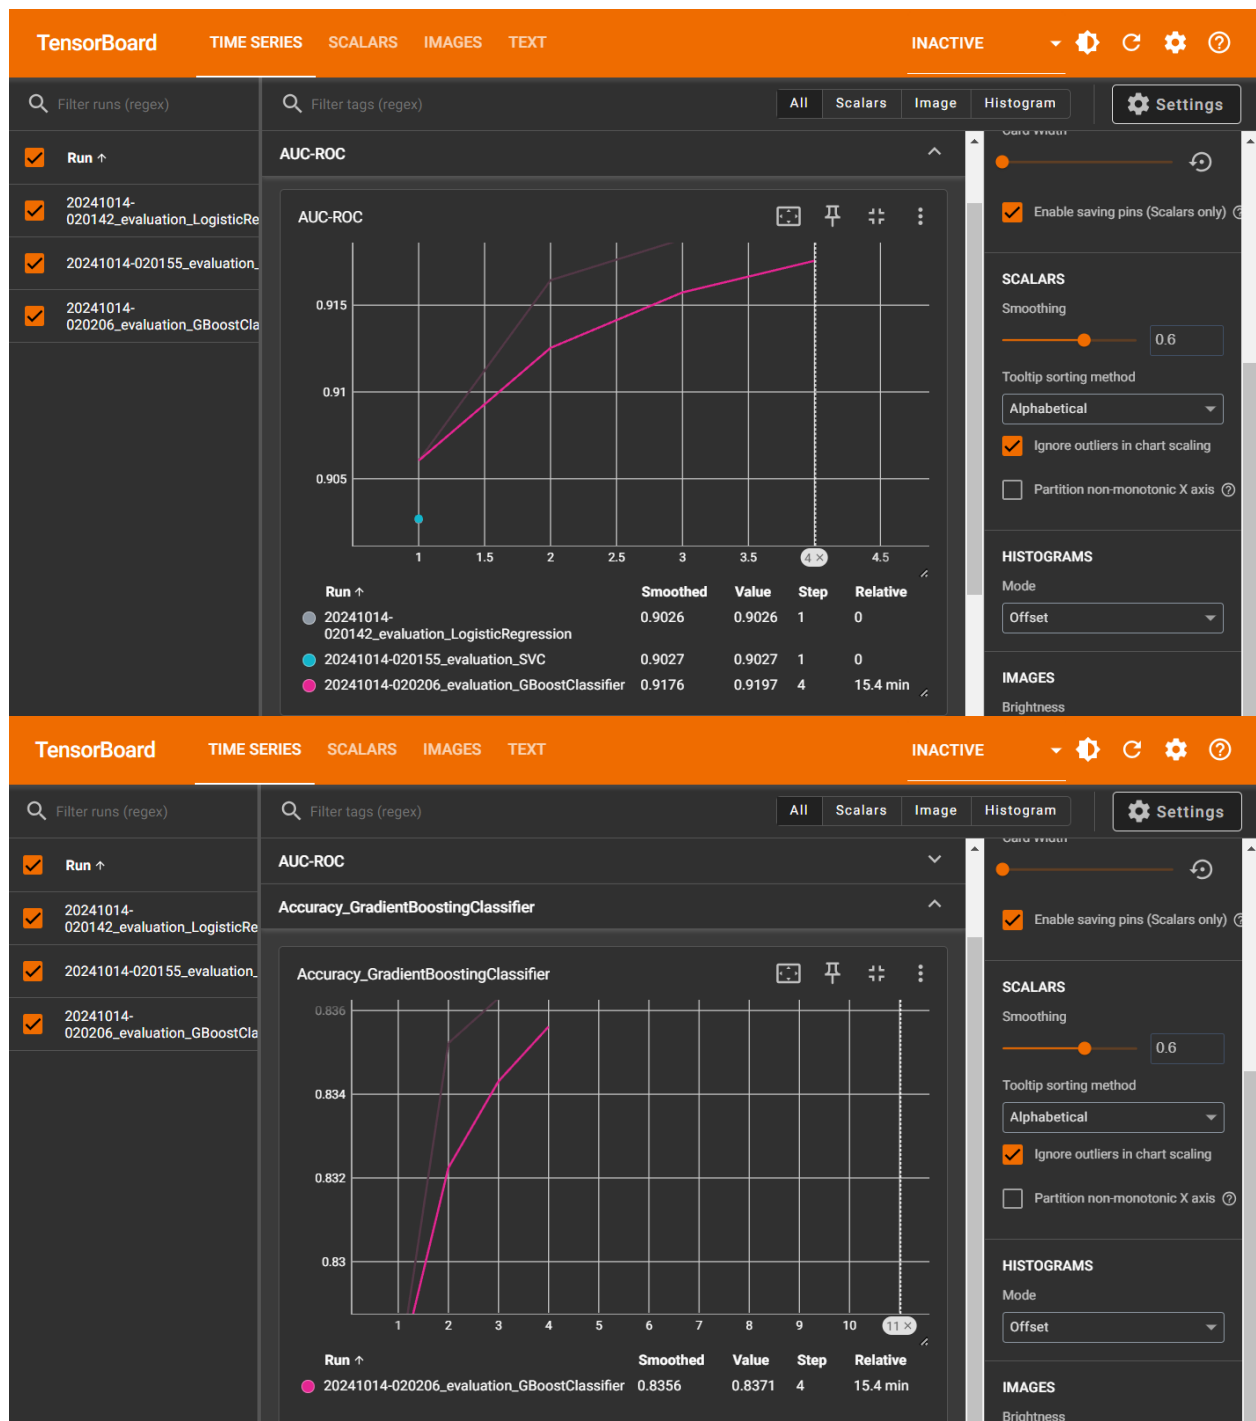 TensorBoard TIME SERIES SCALARS IMAGES TEXT INACTIVE
Filter runs (regex) Filter tags (regex) All Scalars Image Histogram Settings
Run ↑
20241014-
020142_evaluation_LogisticRe
20241014-020155_evaluation_
20241014-
020206_evaluation_GBoostCla
AUC-ROC
AUC-ROC
0.915
0.91
0.905
1 1.5 2 2.5 3 3.5 4 × 4.5
Run ↑ Smoothed Value Step Relative
20241014-
020142_evaluation_LogisticRegression 0.9026 0.9026 1 0
20241014-020155_evaluation_SVC 0.9027 0.9027 1 0
20241014-020206_evaluation_GBoostClassifier 0.9176 0.9197 4 15.4 min
Card Width
Enable saving pins (Scalars only)
SCALARS
Smoothing
0.6
Tooltip sorting method
Alphabetical
Ignore outliers in chart scaling
Partition non-monotonic X axis
HISTOGRAMS
Mode
Offset
IMAGES
Brightness
TensorBoard TIME SERIES SCALARS IMAGES TEXT INACTIVE
Filter runs (regex) Filter tags (regex) All Scalars Image Histogram Settings
Run ↑
20241014-
020142_evaluation_LogisticRe
20241014-020155_evaluation_
20241014-
020206_evaluation_GBoostCla
AUC-ROC
Accuracy_GradientBoostingClassifier
Accuracy_GradientBoostingClassifier
0.836
0.834
0.832
0.83
1 2 3 4 5 6 7 8 9 10 11 ×
Run ↑ Smoothed Value Step Relative
20241014-020206_evaluation_GBoostClassifier 0.8356 0.8371 4 15.4 min
Card Width
Enable saving pins (Scalars only)
SCALARS
Smoothing
0.6
Tooltip sorting method
Alphabetical
Ignore outliers in chart scaling
Partition non-monotonic X axis
HISTOGRAMS
Mode
Offset
IMAGES
Brightness